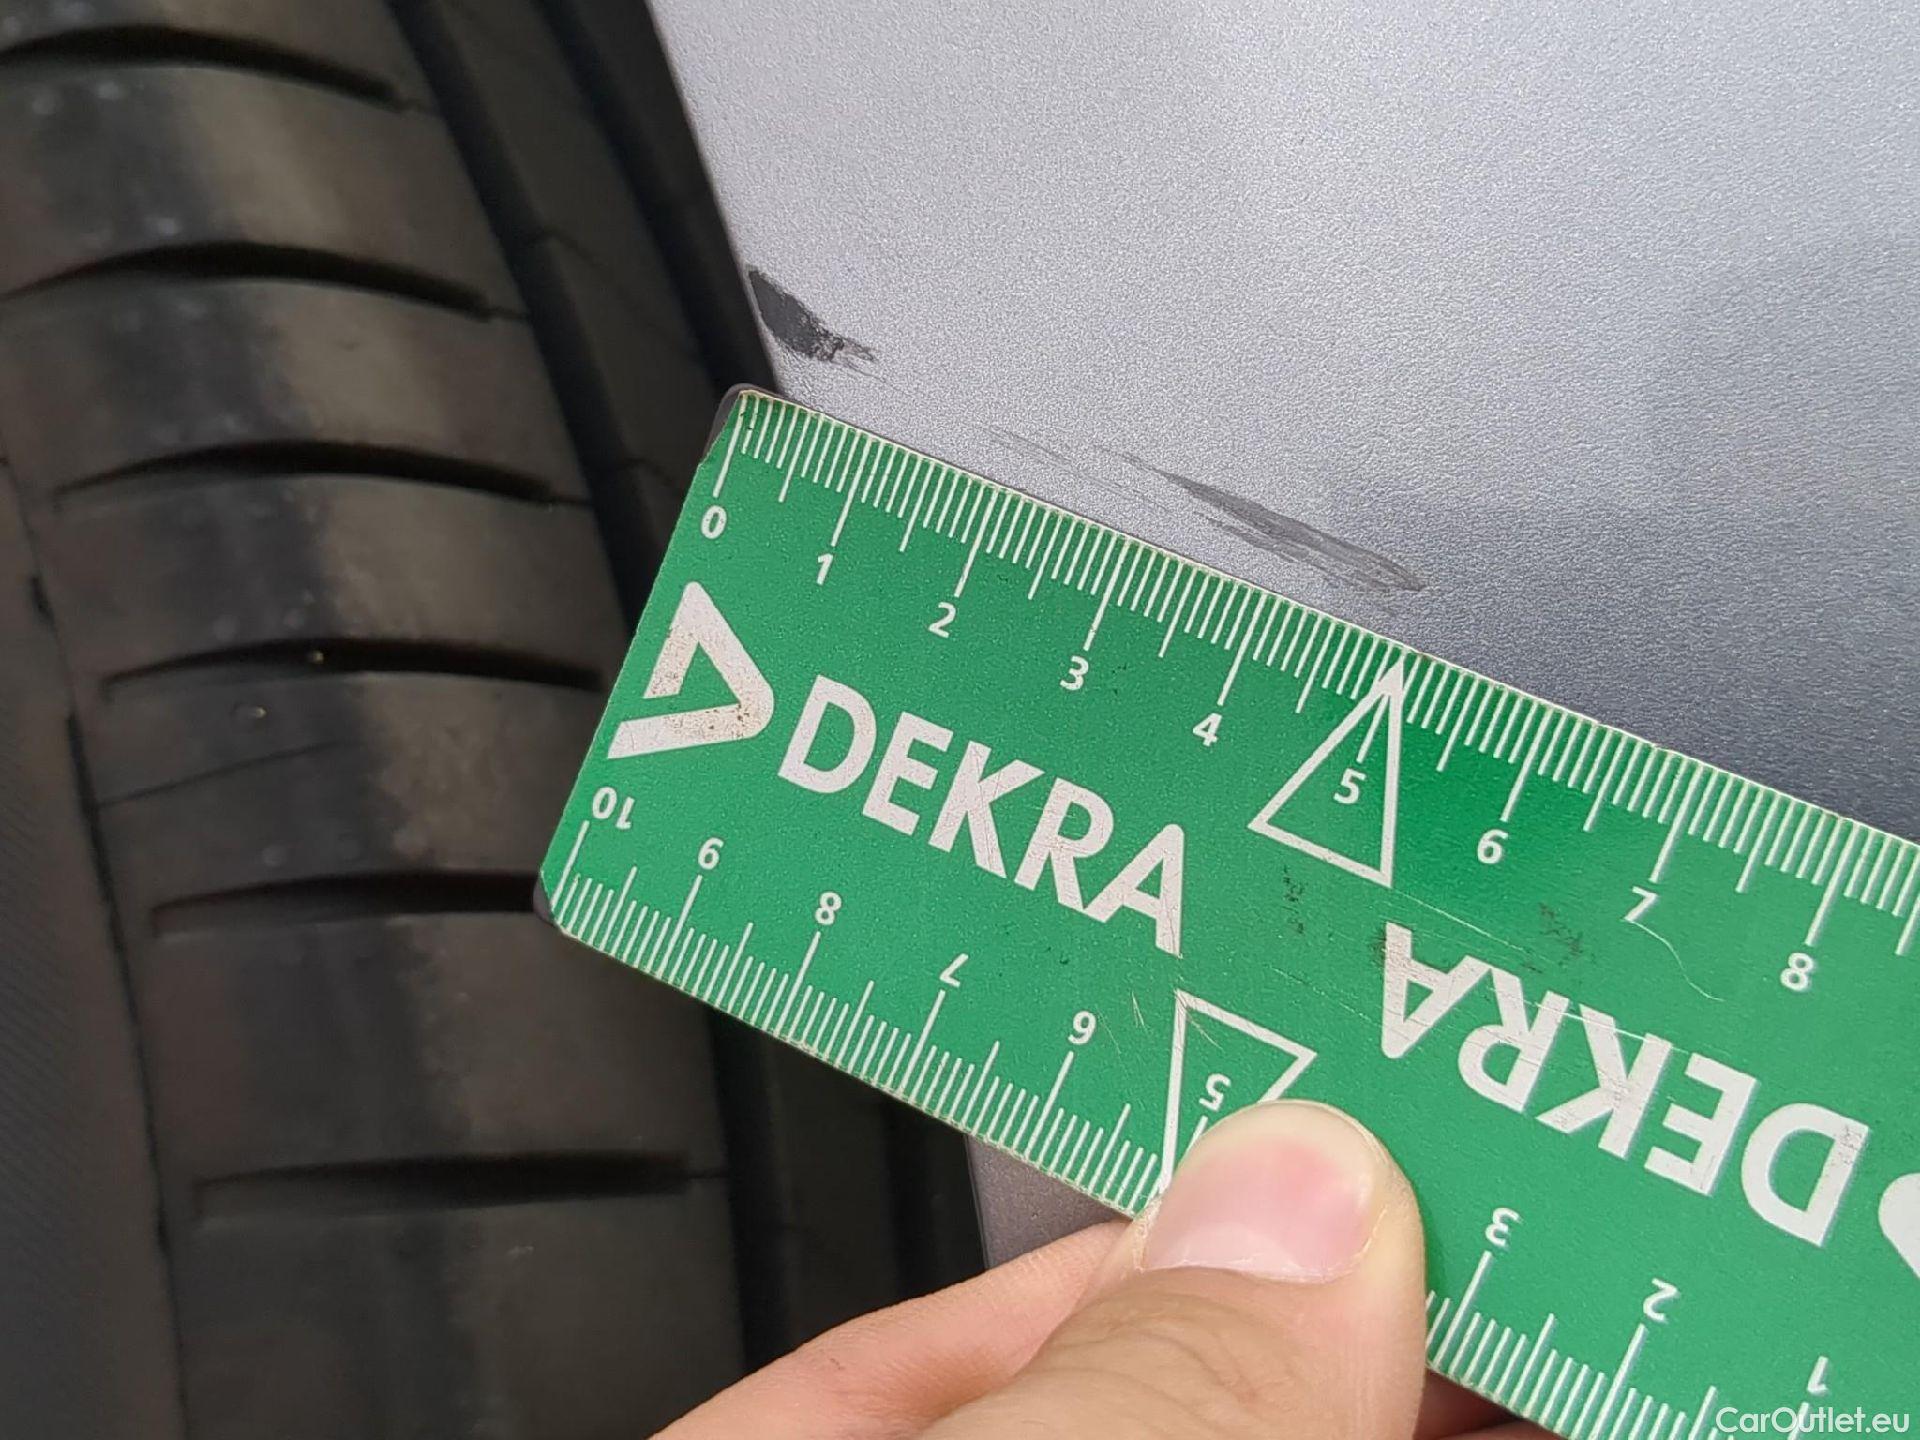 0 1 2 3 4 5 6 7 8
DEKRA
DEKRA
10 9 8 7 6 5 3 2 1
CarOutlet.eu